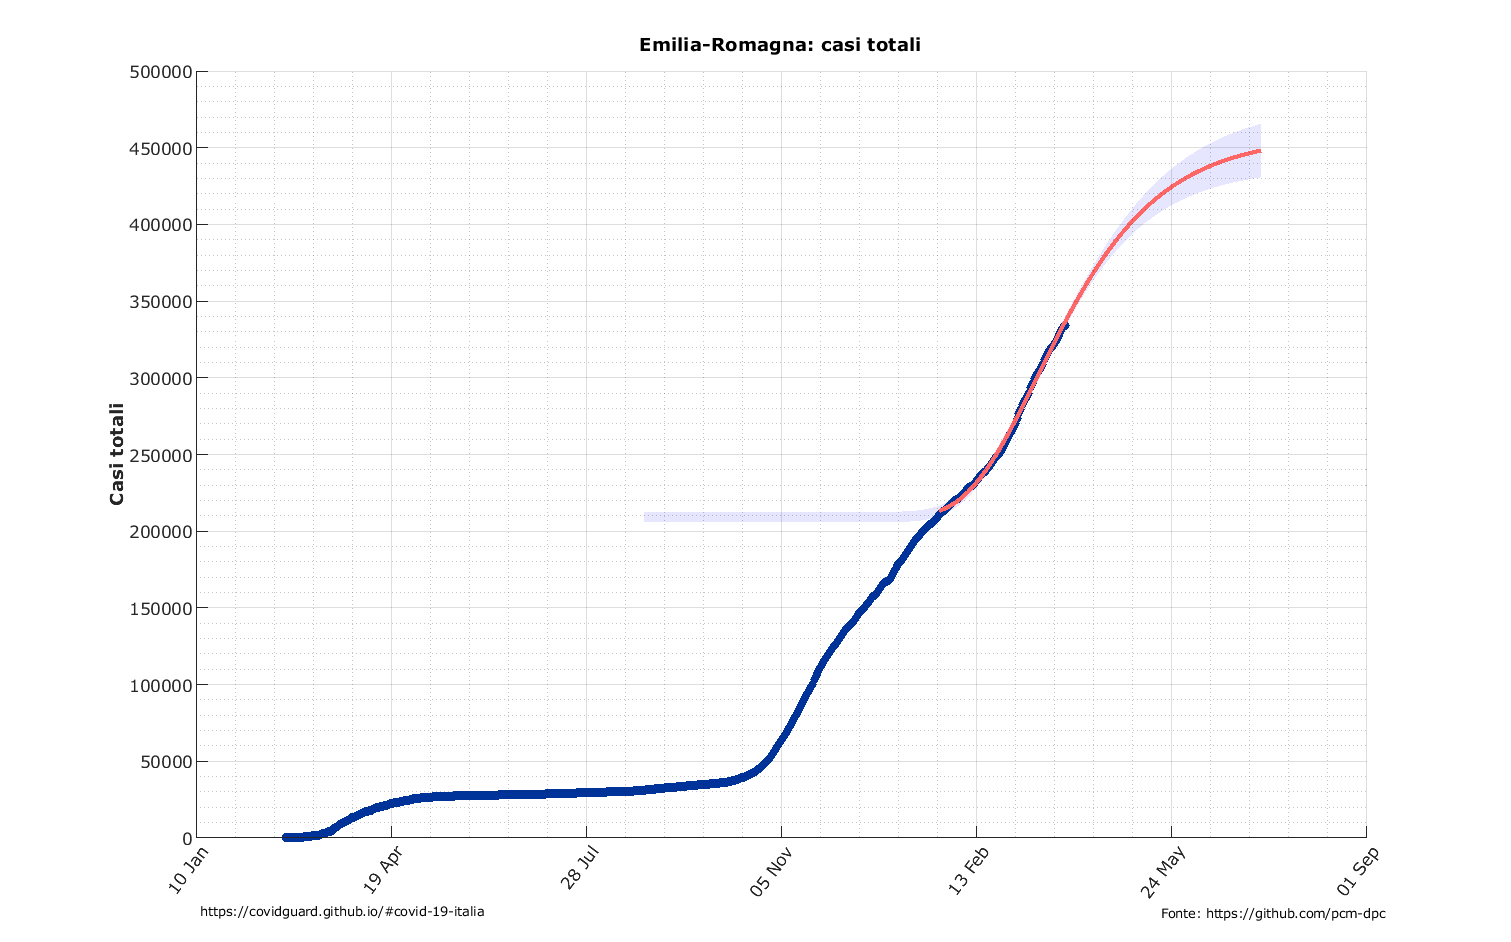 Emilia-Romagna: casi totali
500000
450000
400000
350000
300000
250000
200000
150000
100000
50000
0
Casi totali
10 Jan
19 Apr
28 Jul
05 Nov
13 Feb
24 May
01 Sep
https://covidguard.github.io/#covid-19-italia
Fonte: https://github.com/pcm-dpc